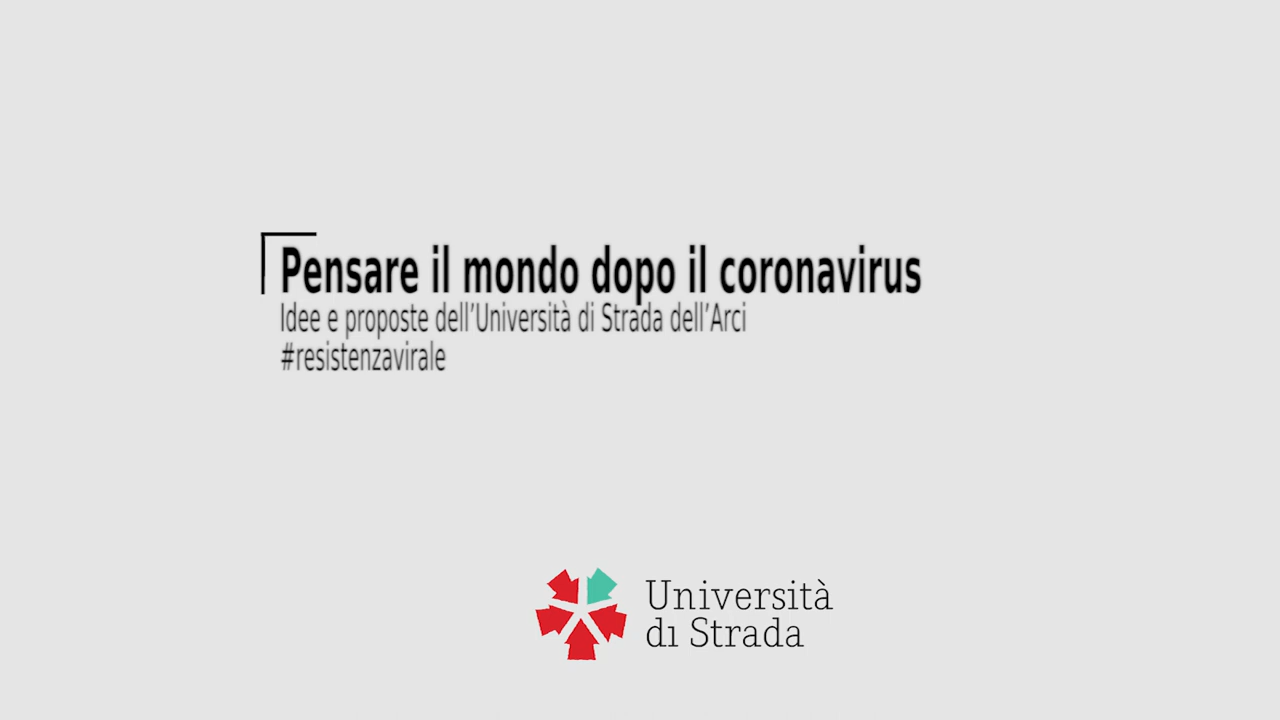 Pensare il mondo dopo il coronavirus
Idee e proposte dell'Università di Strada dell'Arci
#resistenzavirale
Università
di Strada